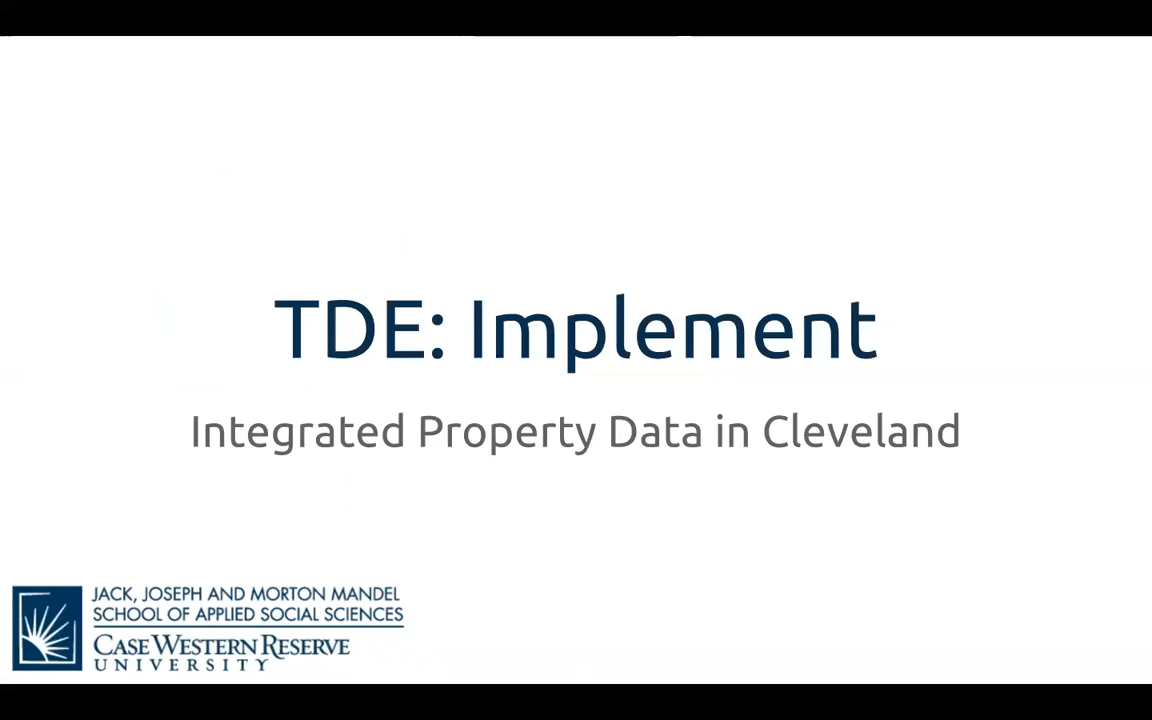 TDE: Implement
Integrated Property Data in Cleveland
JACK, JOSEPH AND MORTON MANDEL
SCHOOL OF APPLIED SOCIAL SCIENCES
CASE WESTERN RESERVE
UNIVERSITY